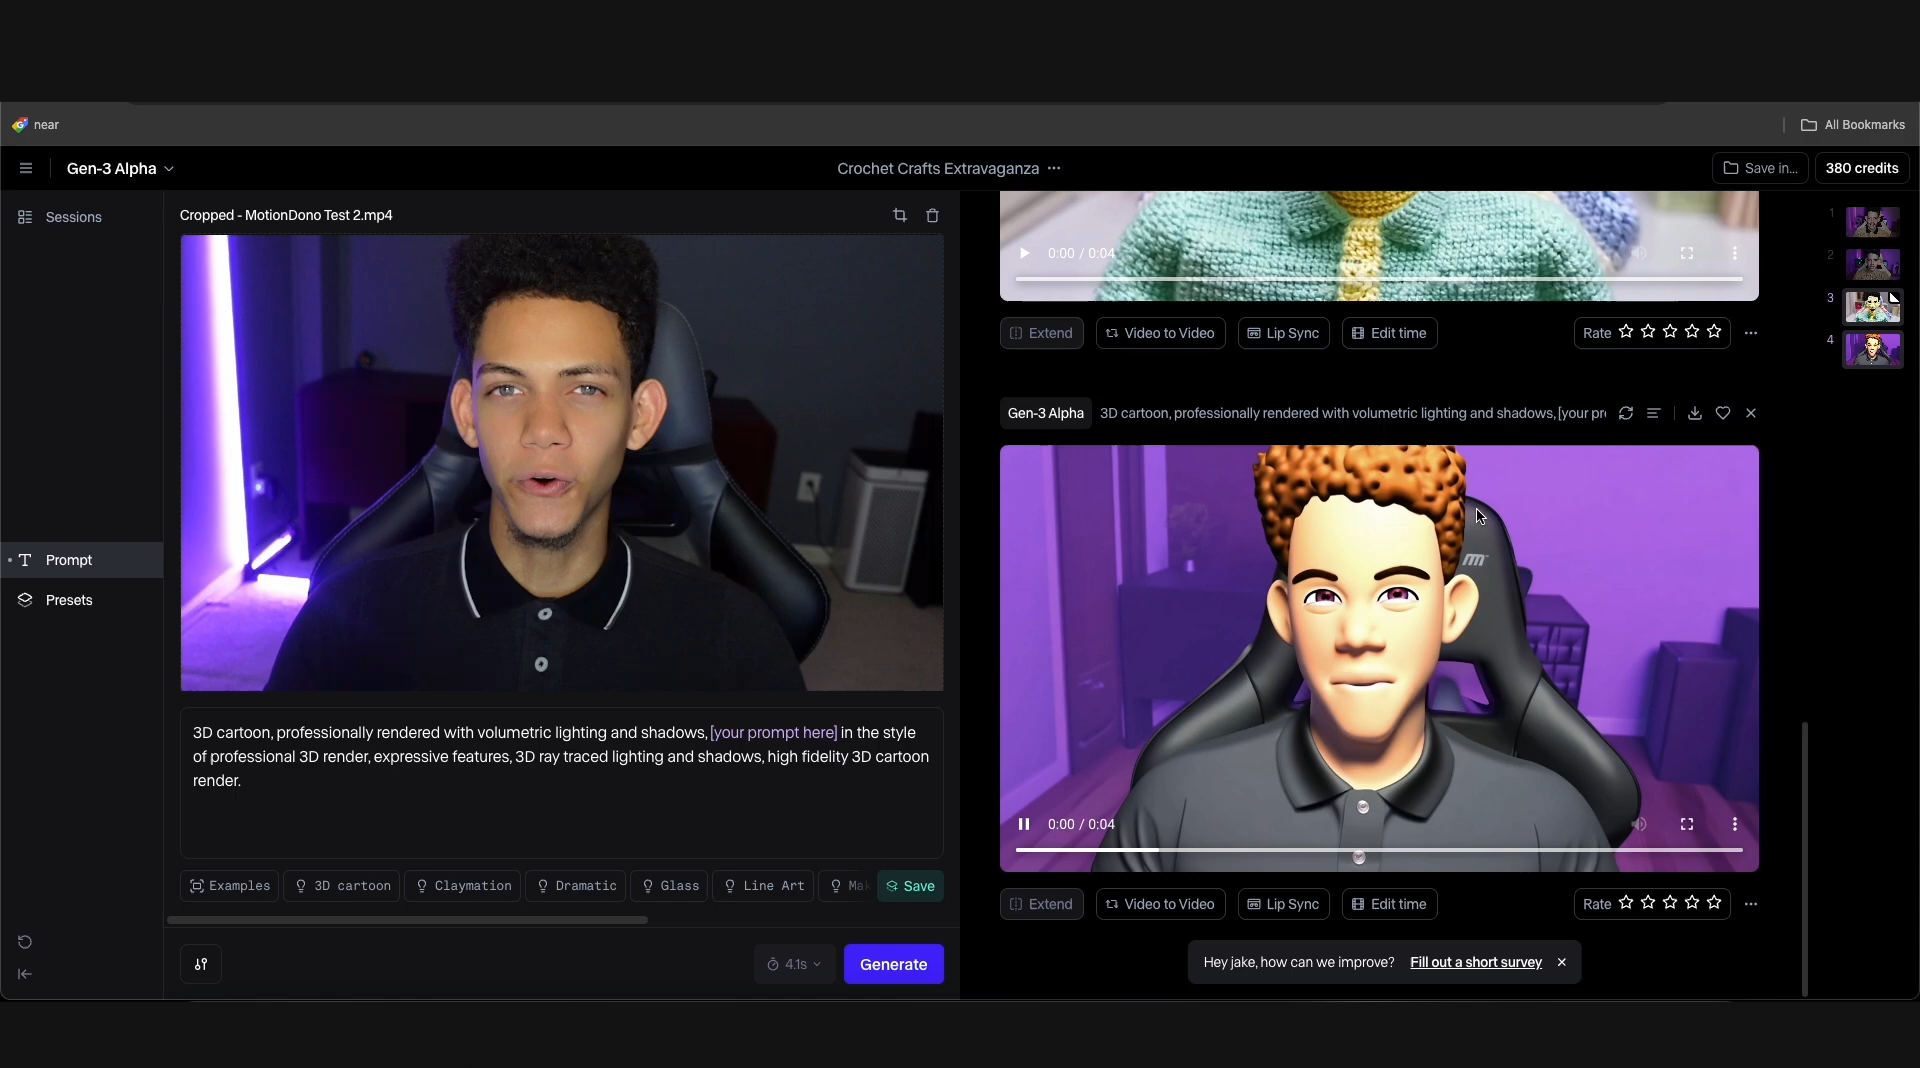 near
All Bookmarks
Gen-3 Alpha
Crochet Crafts Extravaganza
Save in...
380 credits
Sessions
Prompt
Presets
Cropped - MotionDono Test 2.mp4
3D cartoon, professionally rendered with volumetric lighting and shadows, [your prompt here] in the style
of professional 3D render, expressive features, 3D ray traced lighting and shadows, high fidelity 3D cartoon
render.
Examples
3D cartoon
Claymation
Dramatic
Glass
Line Art
Mak
Save
4.1s
Generate
0:00 / 0:04
Extend
Video to Video
Lip Sync
Edit time
Rate
Gen-3 Alpha
3D cartoon, professionally rendered with volumetric lighting and shadows, [your pr
0:00 / 0:04
Extend
Video to Video
Lip Sync
Edit time
Rate
Hey jake, how can we improve? Fill out a short survey
1
2
3
4